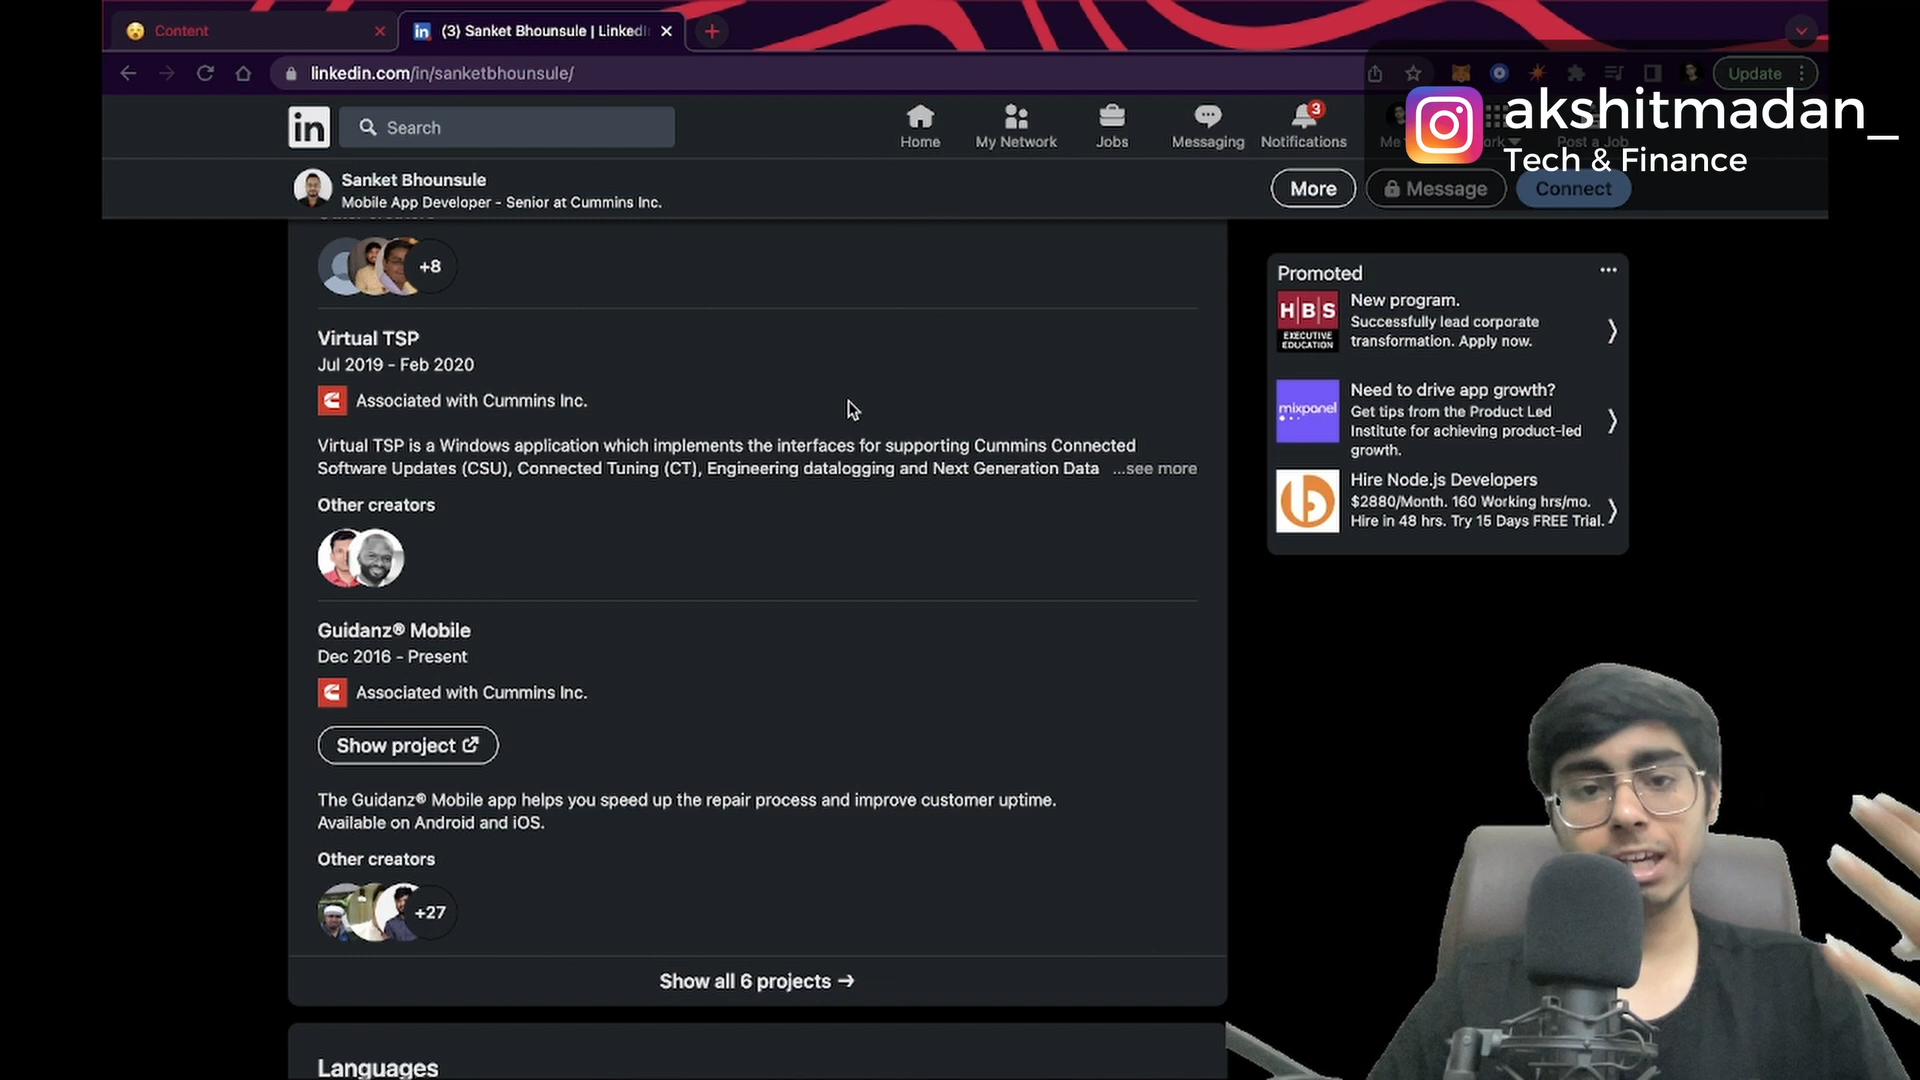 Content
(3) Sanket Bhounsule | LinkedI
linkedin.com/in/sanketbhounsule/
Update
in
Search
Home
My Network
Jobs
Messaging
3
Notifications
Me
Post a Job
akshitmadan_
Tech & Finance
Sanket Bhounsule
Mobile App Developer - Senior at Cummins Inc.
More
Message
Connect
+8
Virtual TSP
Jul 2019 - Feb 2020
Associated with Cummins Inc.
Virtual TSP is a Windows application which implements the interfaces for supporting Cummins Connected
Software Updates (CSU), Connected Tuning (CT), Engineering datalogging and Next Generation Data ...see more
Other creators
Guidanz® Mobile
Dec 2016 - Present
Associated with Cummins Inc.
Show project
The Guidanz® Mobile app helps you speed up the repair process and improve customer uptime.
Available on Android and iOS.
Other creators
+27
Show all 6 projects →
Languages
Promoted
HBS
EXECUTIVE
EDUCATION
New program.
Successfully lead corporate
transformation. Apply now.
mixpanel
Need to drive app growth?
Get tips from the Product Led
Institute for achieving product-led
growth.
Hire Node.js Developers
$2880/Month. 160 Working hrs/mo.
Hire in 48 hrs. Try 15 Days FREE Trial.